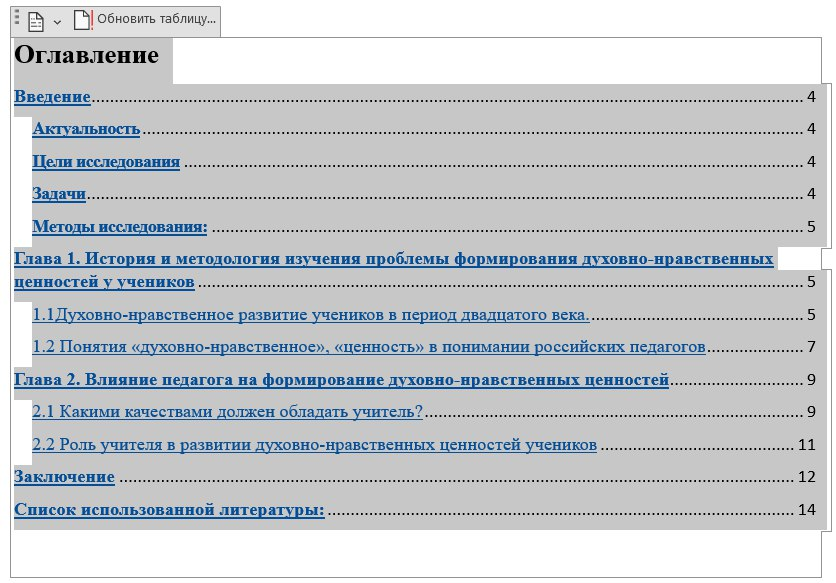 Обновить таблицу...
Оглавление
Введение.......... 4
Актуальность.......... 4
Цели исследования .......... 4
Задачи.......... 4
Методы исследования: .......... 5
Глава 1. История и методология изучения проблемы формирования духовно-нравственных
ценностей у учеников .......... 5
1.1Духовно-нравственное развитие учеников в период двадцатого века. .......... 5
1.2 Понятия «духовно-нравственное», «ценность» в понимании российских педагогов.......... 7
Глава 2. Влияние педагога на формирование духовно-нравственных ценностей.......... 9
2.1 Какими качествами должен обладать учитель?.......... 9
2.2 Роль учителя в развитии духовно-нравственных ценностей учеников .......... 11
Заключение .......... 12
Список использованной литературы: .......... 14